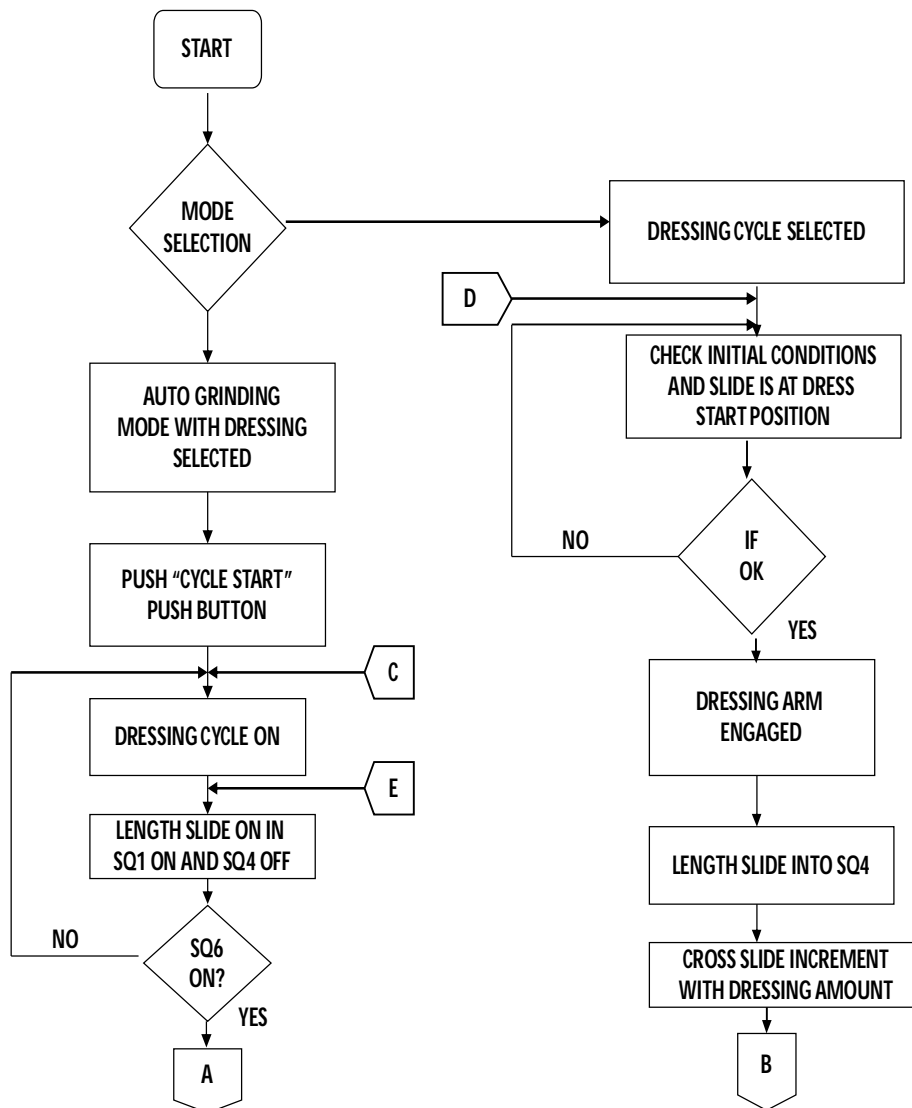 START
MODE
SELECTION
AUTO GRINDING
MODE WITH DRESSING
SELECTED
PUSH “CYCLE START”
PUSH BUTTON
C
DRESSING CYCLE ON
E
LENGTH SLIDE ON IN
SQ1 ON AND SQ4 OFF
SQ6
ON?
NO
YES
A
DRESSING CYCLE SELECTED
D
CHECK INITIAL CONDITIONS
AND SLIDE IS AT DRESS
START POSITION
IF
OK
NO
YES
DRESSING ARM
ENGAGED
LENGTH SLIDE INTO SQ4
CROSS SLIDE INCREMENT
WITH DRESSING AMOUNT
B